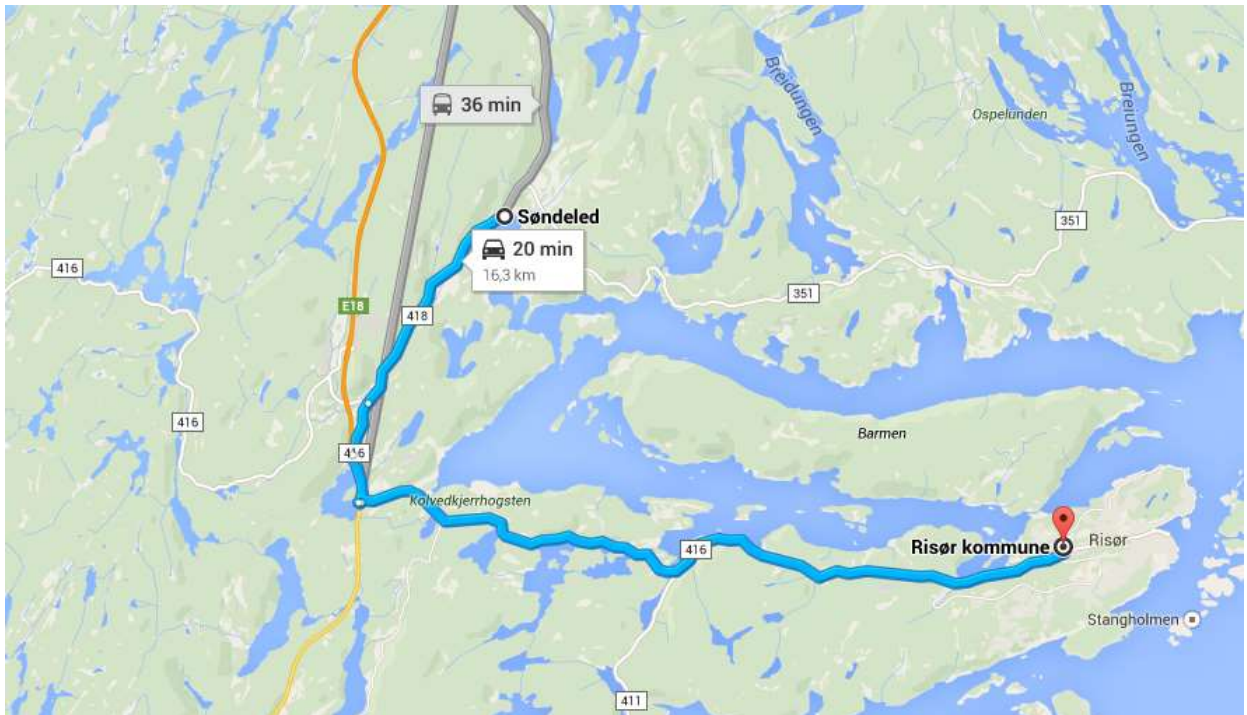 36 min
Breidungen
Ospelunden
Breiungen
Søndeled
20 min
16,3 km
351
416
351
E18
418
416
416
Barmen
Kolvedkjerrhogsten
416
Risør kommune
Risør
Stangholmen
411